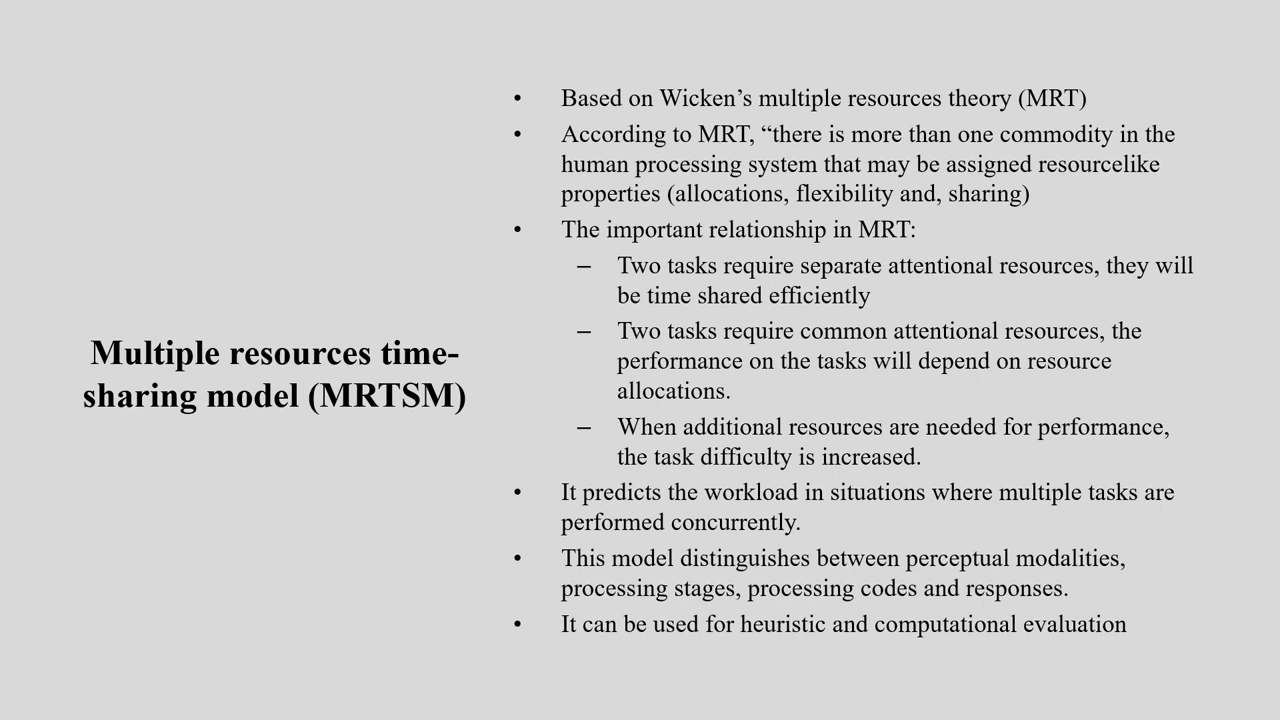 Multiple resources time-
sharing model (MRTSM)
• Based on Wicken’s multiple resources theory (MRT)
• According to MRT, “there is more than one commodity in the
human processing system that may be assigned resourcelike
properties (allocations, flexibility and, sharing)
• The important relationship in MRT:
– Two tasks require separate attentional resources, they will
be time shared efficiently
– Two tasks require common attentional resources, the
performance on the tasks will depend on resource
allocations.
– When additional resources are needed for performance,
the task difficulty is increased.
• It predicts the workload in situations where multiple tasks are
performed concurrently.
• This model distinguishes between perceptual modalities,
processing stages, processing codes and responses.
• It can be used for heuristic and computational evaluation